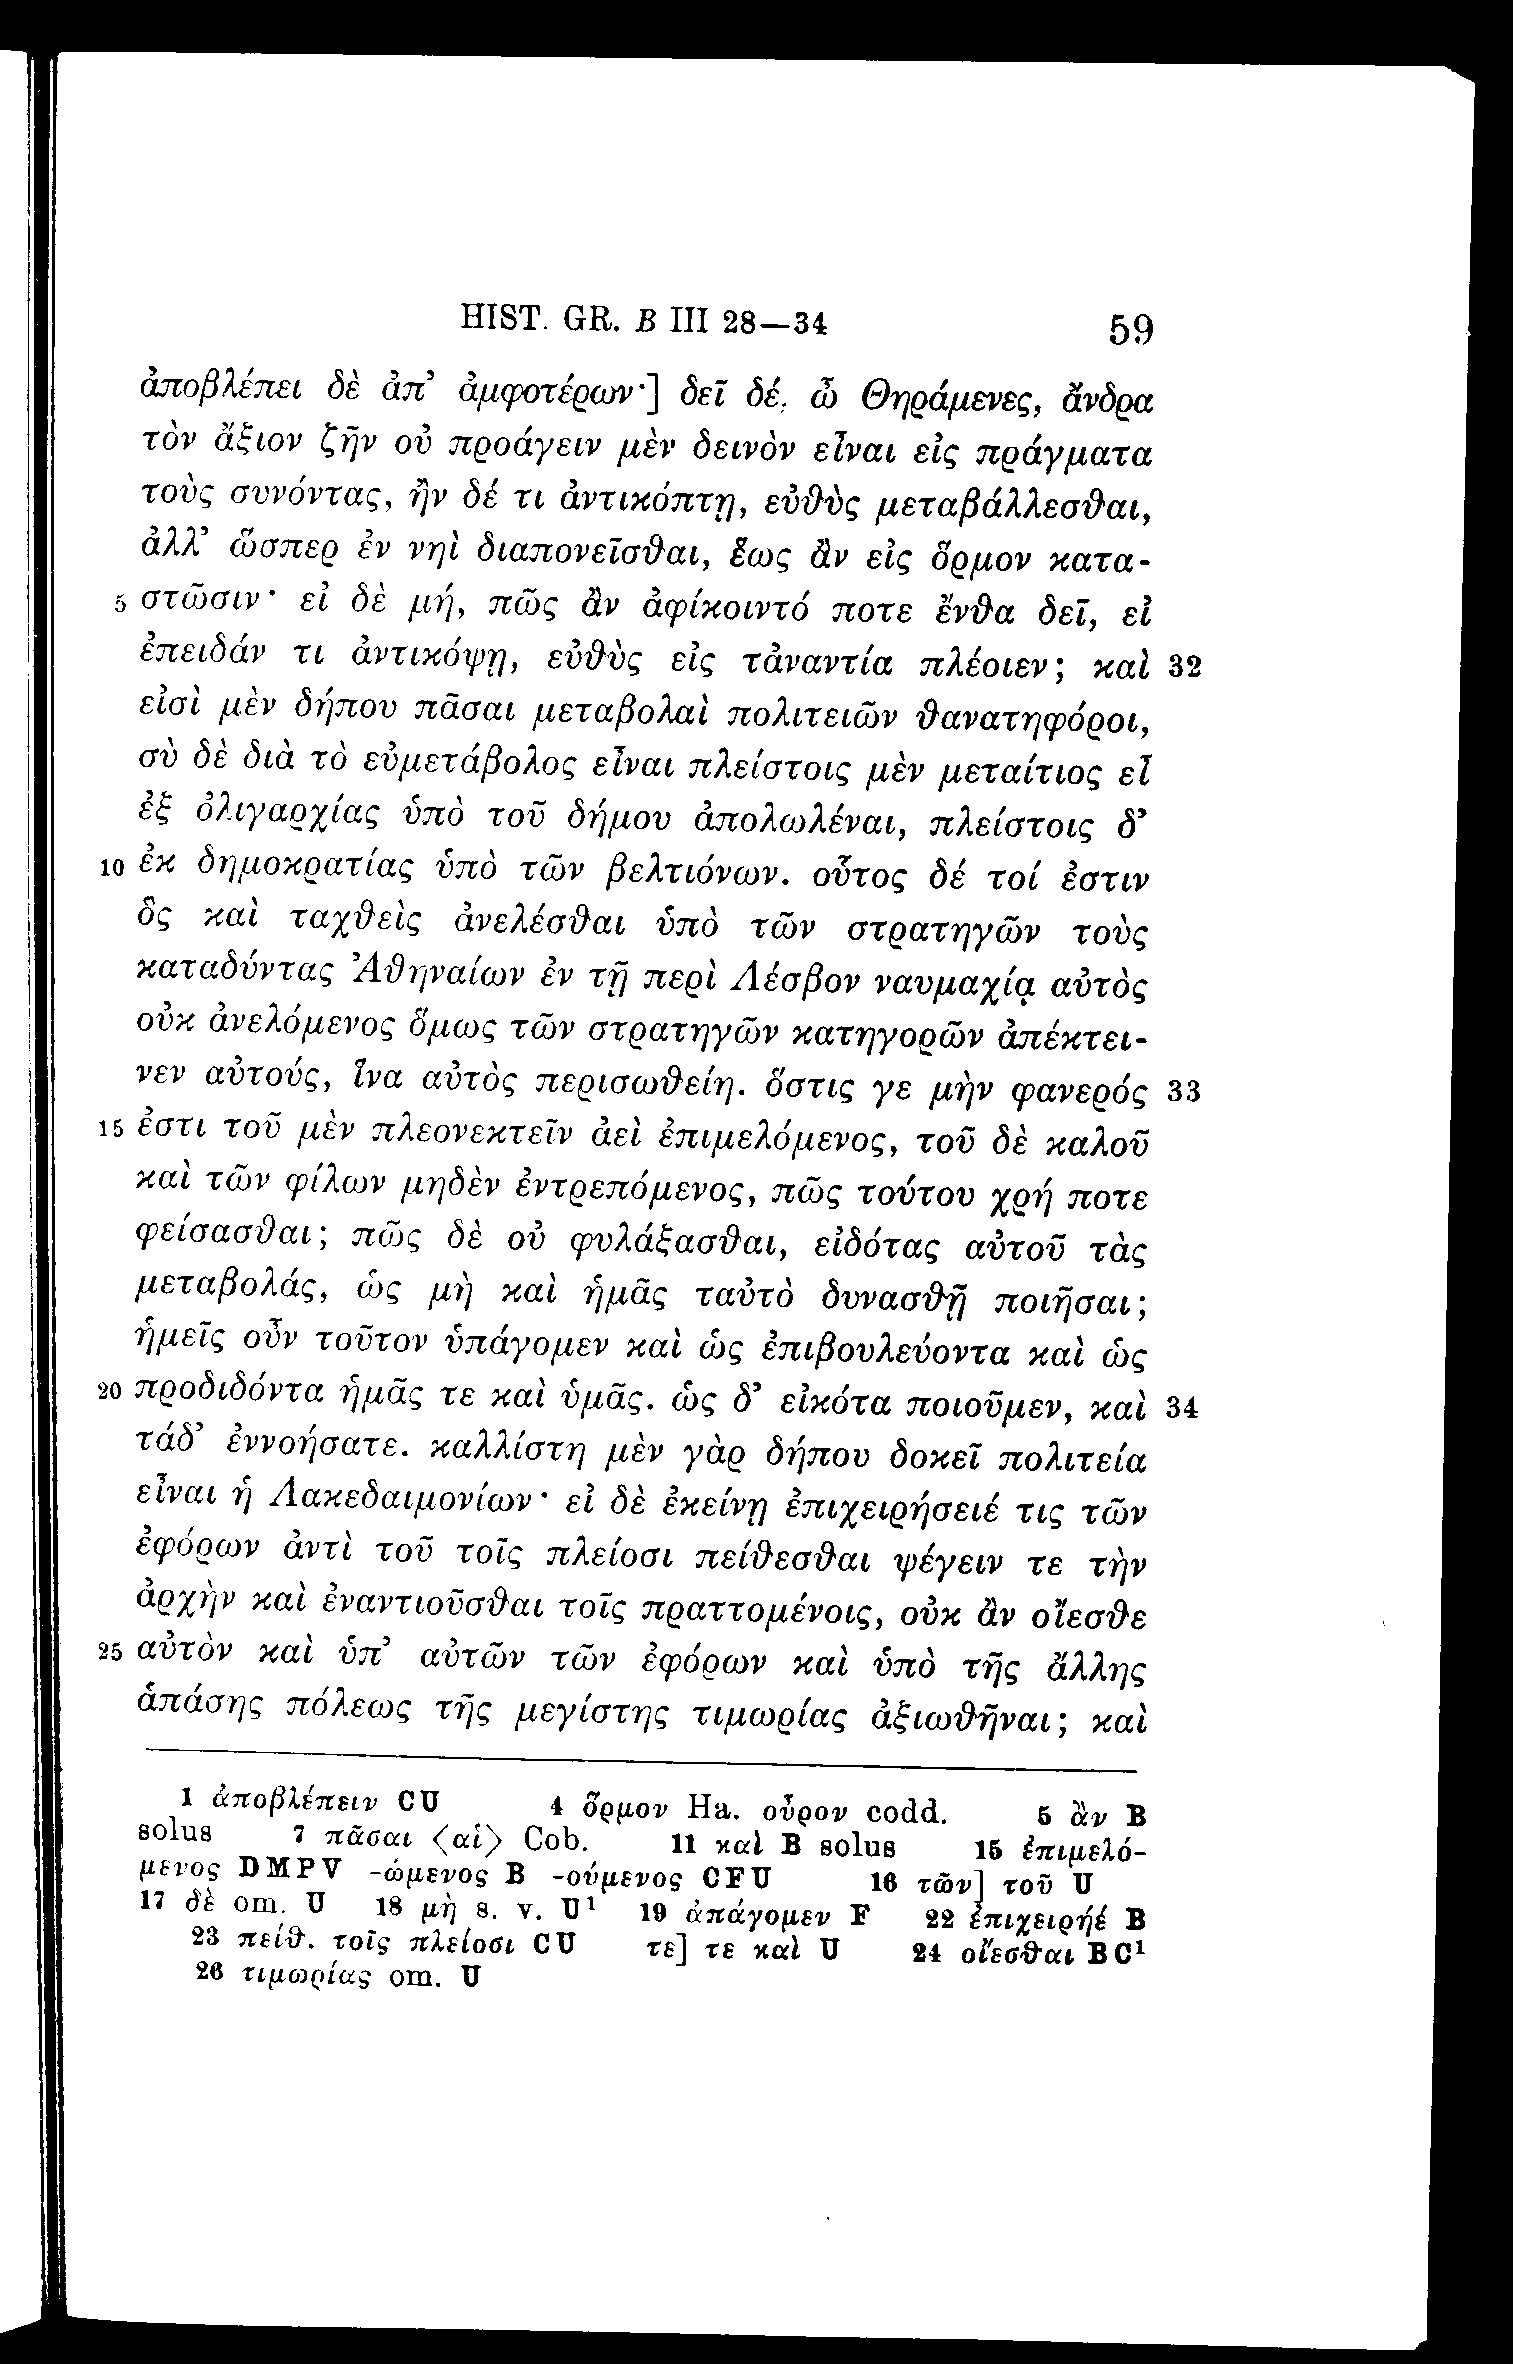 HIST. GR. B III 28—34 59
ἀποβλέπει δὲ ἀπ’ ἀμφοτέρων·] δεῖ δέ, ὦ Θηράμενες, ἄνδρα
τὸν ἄξιον ζῆν οὐ προάγειν μὲν δεινὸν εἶναι εἰς πράγματα
τοὺς συνόντας, ἢν δέ τι ἀντικόπτῃ, εὐθὺς μεταβάλλεσθαι,
ἀλλ’ ὥσπερ ἐν νηὶ διαπονεῖσθαι, ἕως ἂν εἰς ὅρμον κατα-
5 στῶσιν· εἰ δὲ μή, πῶς ἂν ἀφίκοιντό ποτε ἔνθα δεῖ, εἰ
ἐπειδάν τι ἀντικόψῃ, εὐθὺς εἰς τἀναντία πλέοιεν; καὶ 32
εἰσὶ μὲν δήπου πᾶσαι μεταβολαὶ πολιτειῶν θανατηφόροι,
σὺ δὲ διὰ τὸ εὐμετάβολος εἶναι πλείστοις μὲν μεταίτιος εἶ
ἐξ ὀλιγαρχίας ὑπὸ τοῦ δήμου ἀπολωλέναι, πλείστοις δ’
10 ἐκ δημοκρατίας ὑπὸ τῶν βελτιόνων. οὗτος δέ τοί ἐστιν
ὃς καὶ ταχθεὶς ἀνελέσθαι ὑπὸ τῶν στρατηγῶν τοὺς
καταδύντας Ἀθηναίων ἐν τῇ περὶ Λέσβον ναυμαχίᾳ αὐτὸς
οὐκ ἀνελόμενος ὅμως τῶν στρατηγῶν κατηγορῶν ἀπέκτει-
νεν αὐτούς, ἵνα αὐτὸς περισωθείη. ὅστις γε μὴν φανερός 33
15 ἐστι τοῦ μὲν πλεονεκτεῖν ἀεὶ ἐπιμελόμενος, τοῦ δὲ καλοῦ
καὶ τῶν φίλων μηδὲν ἐντρεπόμενος, πῶς τούτου χρή ποτε
φείσασθαι; πῶς δὲ οὐ φυλάξασθαι, εἰδότας αὐτοῦ τὰς
μεταβολάς, ὡς μὴ καὶ ἡμᾶς ταὐτὸ δυνασθῇ ποιῆσαι;
ἡμεῖς οὖν τοῦτον ὑπάγομεν καὶ ὡς ἐπιβουλεύοντα καὶ ὡς
20 προδιδόντα ἡμᾶς τε καὶ ὑμᾶς. ὡς δ’ εἰκότα ποιοῦμεν, καὶ 34
τάδ’ ἐννοήσατε. καλλίστη μὲν γὰρ δήπου δοκεῖ πολιτεία
εἶναι ἡ Λακεδαιμονίων· εἰ δὲ ἐκείνῃ ἐπιχειρήσειέ τις τῶν
ἐφόρων ἀντὶ τοῦ τοῖς πλείοσι πείθεσθαι ψέγειν τε τὴν
ἀρχὴν καὶ ἐναντιοῦσθαι τοῖς πραττομένοις, οὐκ ἂν οἴεσθε
25 αὐτὸν καὶ ὑπ’ αὐτῶν τῶν ἐφόρων καὶ ὑπὸ τῆς ἄλλης
ἁπάσης πόλεως τῆς μεγίστης τιμωρίας ἀξιωθῆναι; καὶ
1 ἀποβλέπειν CU 4 ὅρμον Ha. οὖρον codd. 5 ἂν B
solus 7 πᾶσαι ⟨αἱ⟩ Cob. 11 καὶ B solus 15 ἐπιμελό-
μενος DMPV -ώμενος B -ούμενος CFU 16 τῶν] τοῦ U
17 δὲ om. U 18 μὴ s. v. U¹ 19 ἀπάγομεν F 22 ἐπιχειρήέ B
23 πείθ. τοῖς πλείοσι CU τε] τε καὶ U 24 οἴεσθαι BC¹
26 τιμωρίας om. U